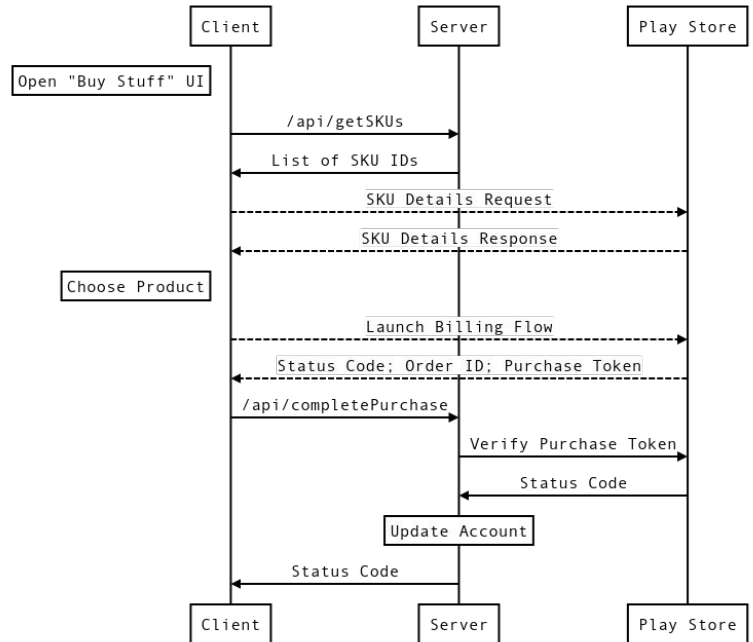 Client
Server
Play Store
Open "Buy Stuff" UI
/api/getSKUs
List of SKU IDs
SKU Details Request
SKU Details Response
Choose Product
Launch Billing Flow
Status Code; Order ID; Purchase Token
/api/completePurchase
Verify Purchase Token
Status Code
Update Account
Status Code
Client
Server
Play Store